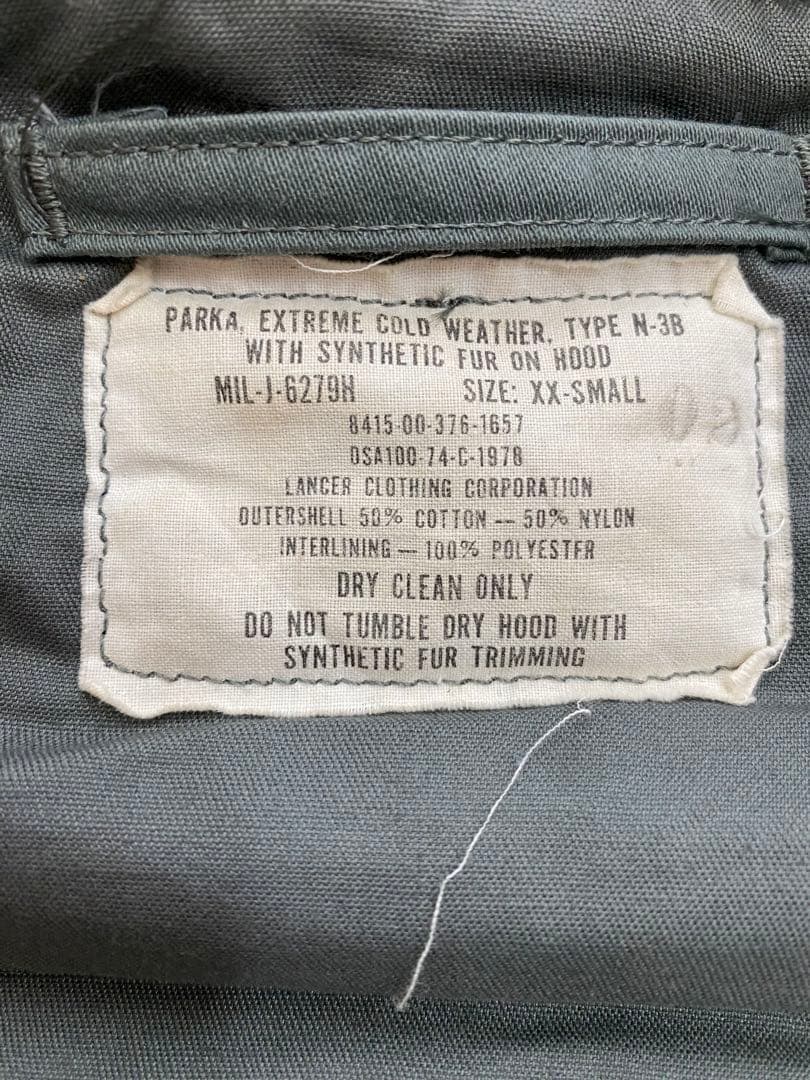 PARKA, EXTREME COLD WEATHER, TYPE N-3B
WITH SYNTHETIC FUR ON HOOD
MIL-J-6279H SIZE: XX-SMALL
8415-00-376-1657
DSA100-74-C-1978
LANCER CLOTHING CORPORATION
OUTERSHELL 50% COTTON -- 50% NYLON
INTERLINING — 100% POLYESTER
DRY CLEAN ONLY
DO NOT TUMBLE DRY HOOD WITH
SYNTHETIC FUR TRIMMING